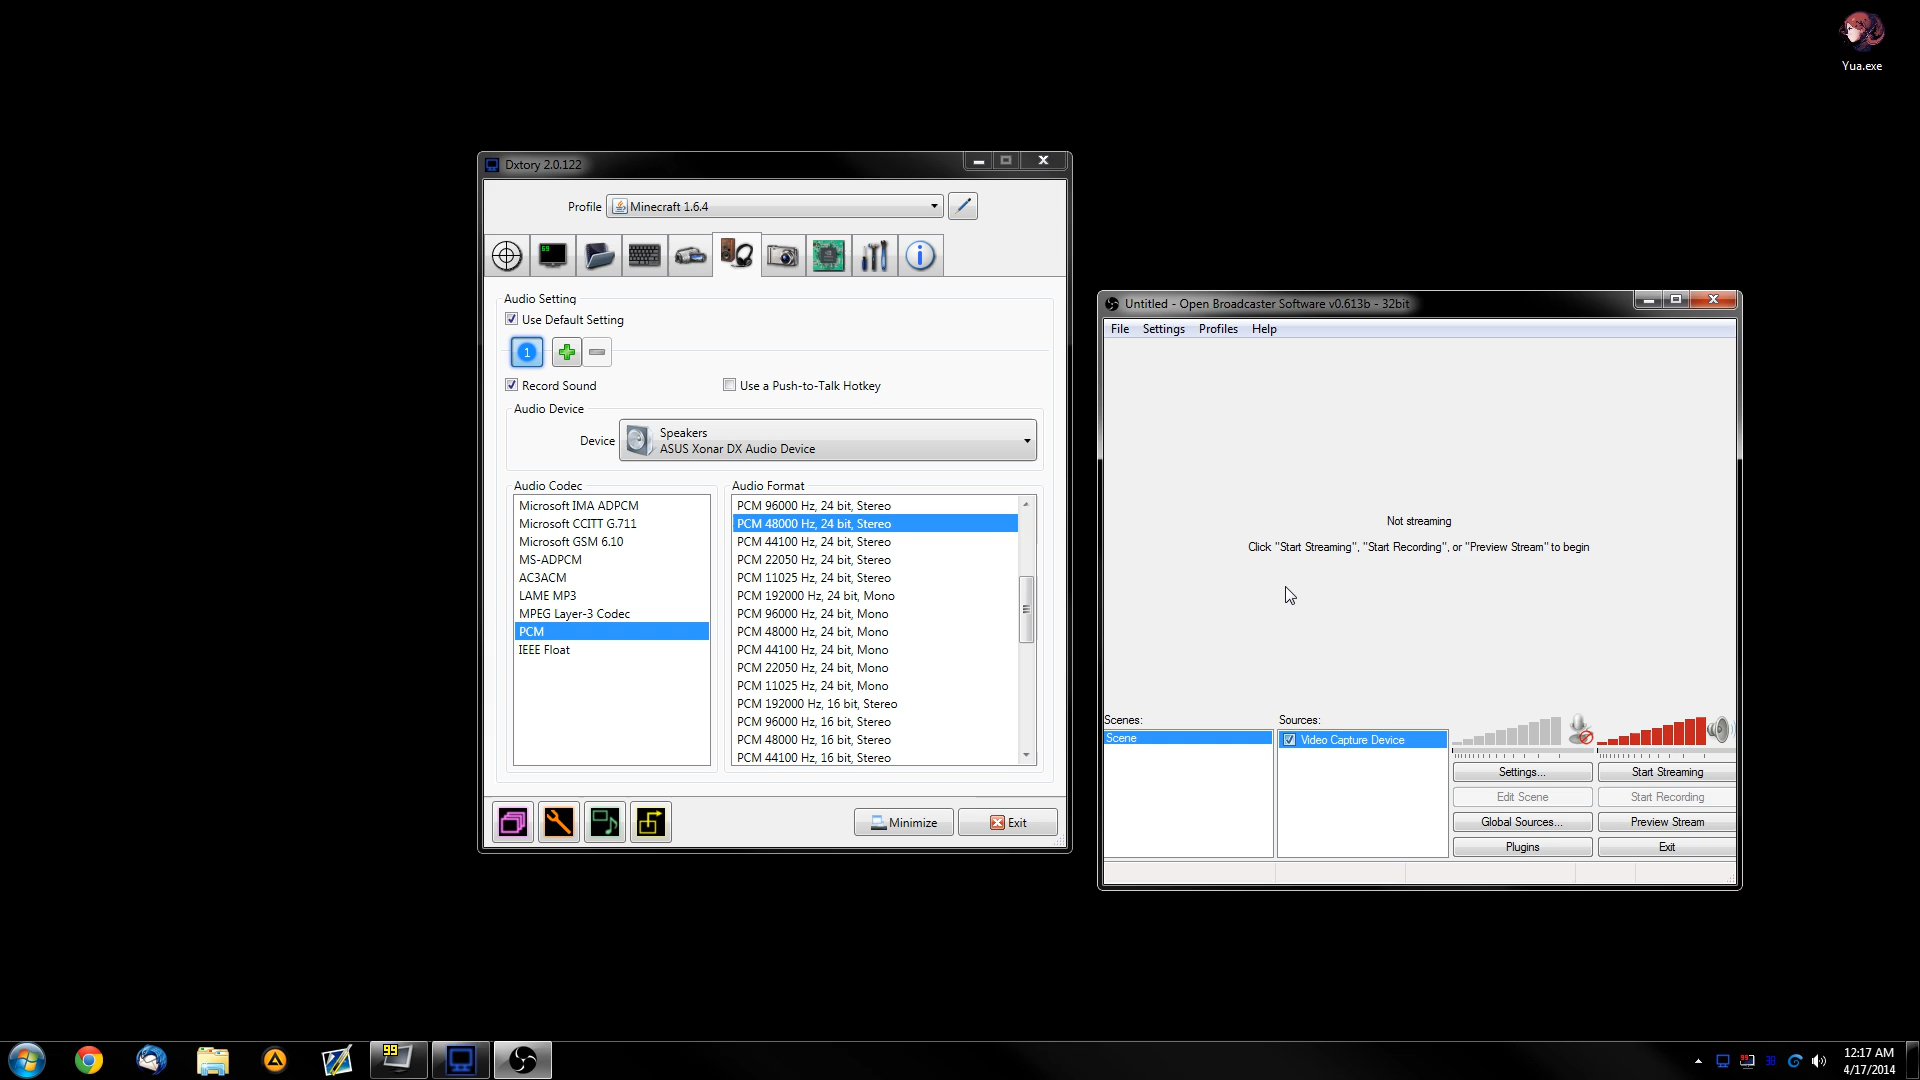 Yua.exe
Dxtory 2.0.122
Profile
Minecraft 1.6.4
Audio Setting
Use Default Setting
1
Record Sound
Use a Push-to-Talk Hotkey
Audio Device
Device
Speakers
ASUS Xonar DX Audio Device
Audio Codec
Microsoft IMA ADPCM
Microsoft CCITT G.711
Microsoft GSM 6.10
MS-ADPCM
AC3ACM
LAME MP3
MPEG Layer-3 Codec
PCM
IEEE Float
Audio Format
PCM 96000 Hz, 24 bit, Stereo
PCM 48000 Hz, 24 bit, Stereo
PCM 44100 Hz, 24 bit, Stereo
PCM 22050 Hz, 24 bit, Stereo
PCM 11025 Hz, 24 bit, Stereo
PCM 192000 Hz, 24 bit, Mono
PCM 96000 Hz, 24 bit, Mono
PCM 48000 Hz, 24 bit, Mono
PCM 44100 Hz, 24 bit, Mono
PCM 22050 Hz, 24 bit, Mono
PCM 11025 Hz, 24 bit, Mono
PCM 192000 Hz, 16 bit, Stereo
PCM 96000 Hz, 16 bit, Stereo
PCM 48000 Hz, 16 bit, Stereo
PCM 44100 Hz, 16 bit, Stereo
Minimize
Exit
Untitled - Open Broadcaster Software v0.613b - 32bit
File Settings Profiles Help
Not streaming
Click "Start Streaming", "Start Recording", or "Preview Stream" to begin
Scenes:
Scene
Sources:
Video Capture Device
Settings...
Start Streaming
Edit Scene
Start Recording
Global Sources...
Preview Stream
Plugins
Exit
99
12:17 AM
4/17/2014